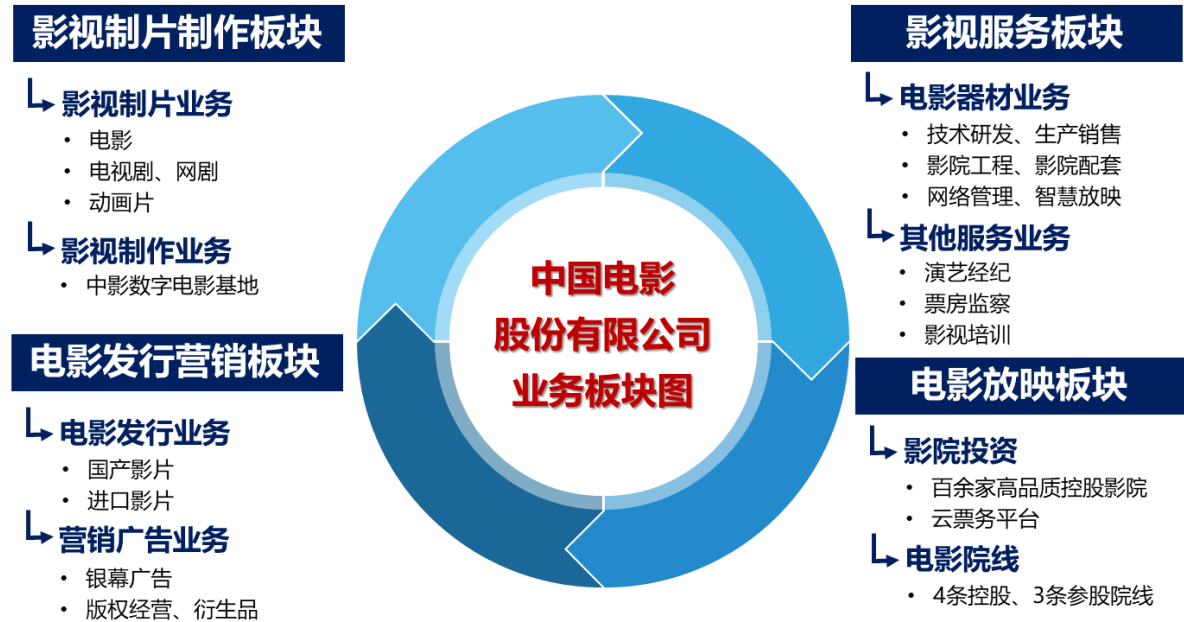 影视制片制作板块
影视制片业务
• 电影
• 电视剧、网剧
• 动画片
影视制作业务
• 中影数字电影基地
电影发行营销板块
电影发行业务
• 国产影片
• 进口影片
营销广告业务
• 银幕广告
• 版权经营、衍生品
中国电影
股份有限公司
业务板块图
影视服务板块
电影器材业务
• 技术研发、生产销售
• 影院工程、影院配套
• 网络管理、智慧放映
其他服务业务
• 演艺经纪
• 票房监察
• 影视培训
电影放映板块
影院投资
• 百余家高品质控股影院
• 云票务平台
电影院线
• 4条控股、3条参股院线